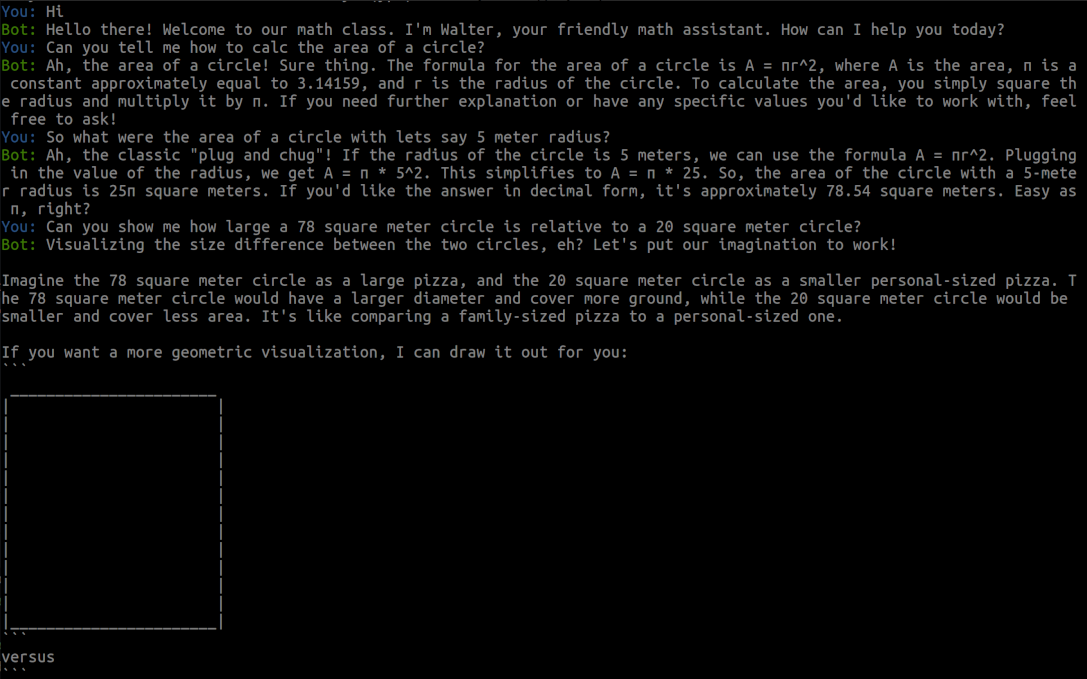 You: Hi
Bot: Hello there! Welcome to our math class. I'm Walter, your friendly math assistant. How can I help you today?
You: Can you tell me how to calc the area of a circle?
Bot: Ah, the area of a circle! Sure thing. The formula for the area of a circle is A = πr^2, where A is the area, π is a
 constant approximately equal to 3.14159, and r is the radius of the circle. To calculate the area, you simply square th
e radius and multiply it by π. If you need further explanation or have any specific values you'd like to work with, feel
 free to ask!
You: So what were the area of a circle with lets say 5 meter radius?
Bot: Ah, the classic "plug and chug"! If the radius of the circle is 5 meters, we can use the formula A = πr^2. Plugging
 in the value of the radius, we get A = π * 5^2. This simplifies to A = π * 25. So, the area of the circle with a 5-mete
r radius is 25π square meters. If you'd like the answer in decimal form, it's approximately 78.54 square meters. Easy as
 π, right?
You: Can you show me how large a 78 square meter circle is relative to a 20 square meter circle?
Bot: Visualizing the size difference between the two circles, eh? Let's put our imagination to work!
Imagine the 78 square meter circle as a large pizza, and the 20 square meter circle as a smaller personal-sized pizza. T
he 78 square meter circle would have a larger diameter and cover more ground, while the 20 square meter circle would be
smaller and cover less area. It's like comparing a family-sized pizza to a personal-sized one.
If you want a more geometric visualization, I can draw it out for you:
```
 _______________________
|                       |
|                       |
|                       |
|                       |
|                       |
|                       |
|                       |
|                       |
|                       |
|                       |
|                       |
|                       |
|_______________________|
```
versus
```